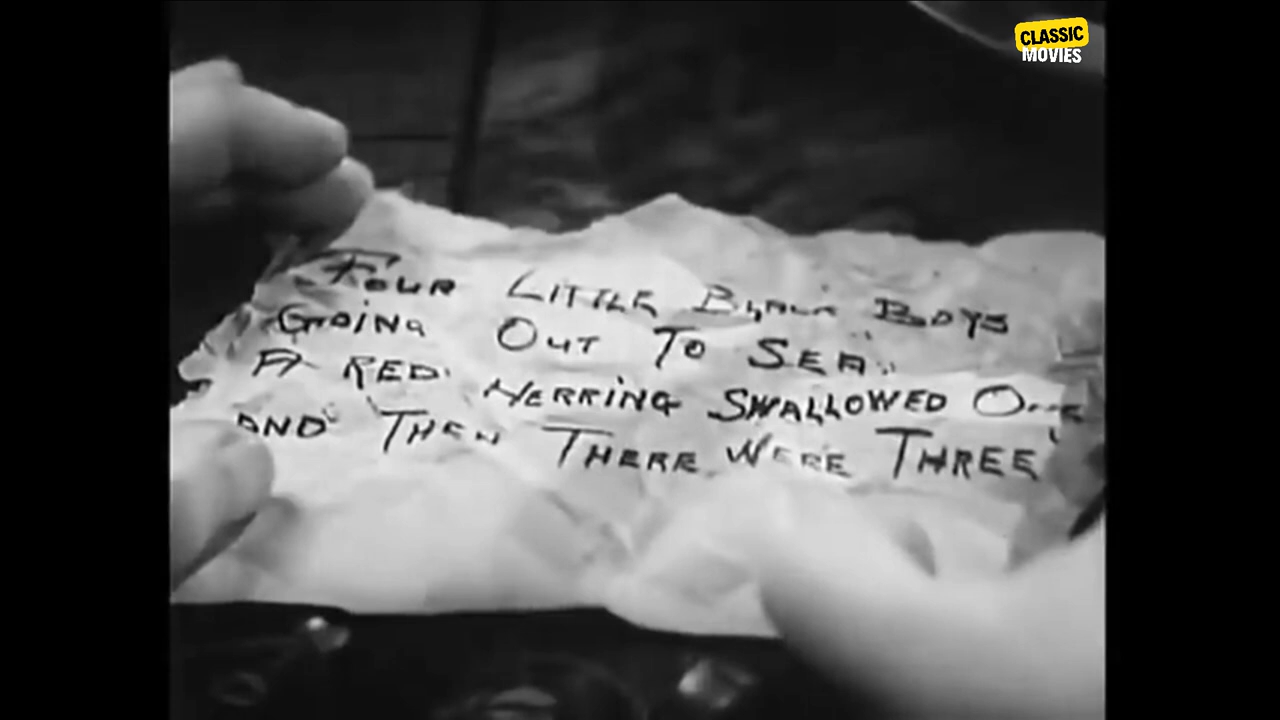 CLASSIC
MOVIES
FOUR LITTLE BLACK BOYS
GOING OUT TO SEA
A RED HERRING SWALLOWED ONE
AND THEN THERE WERE THREE